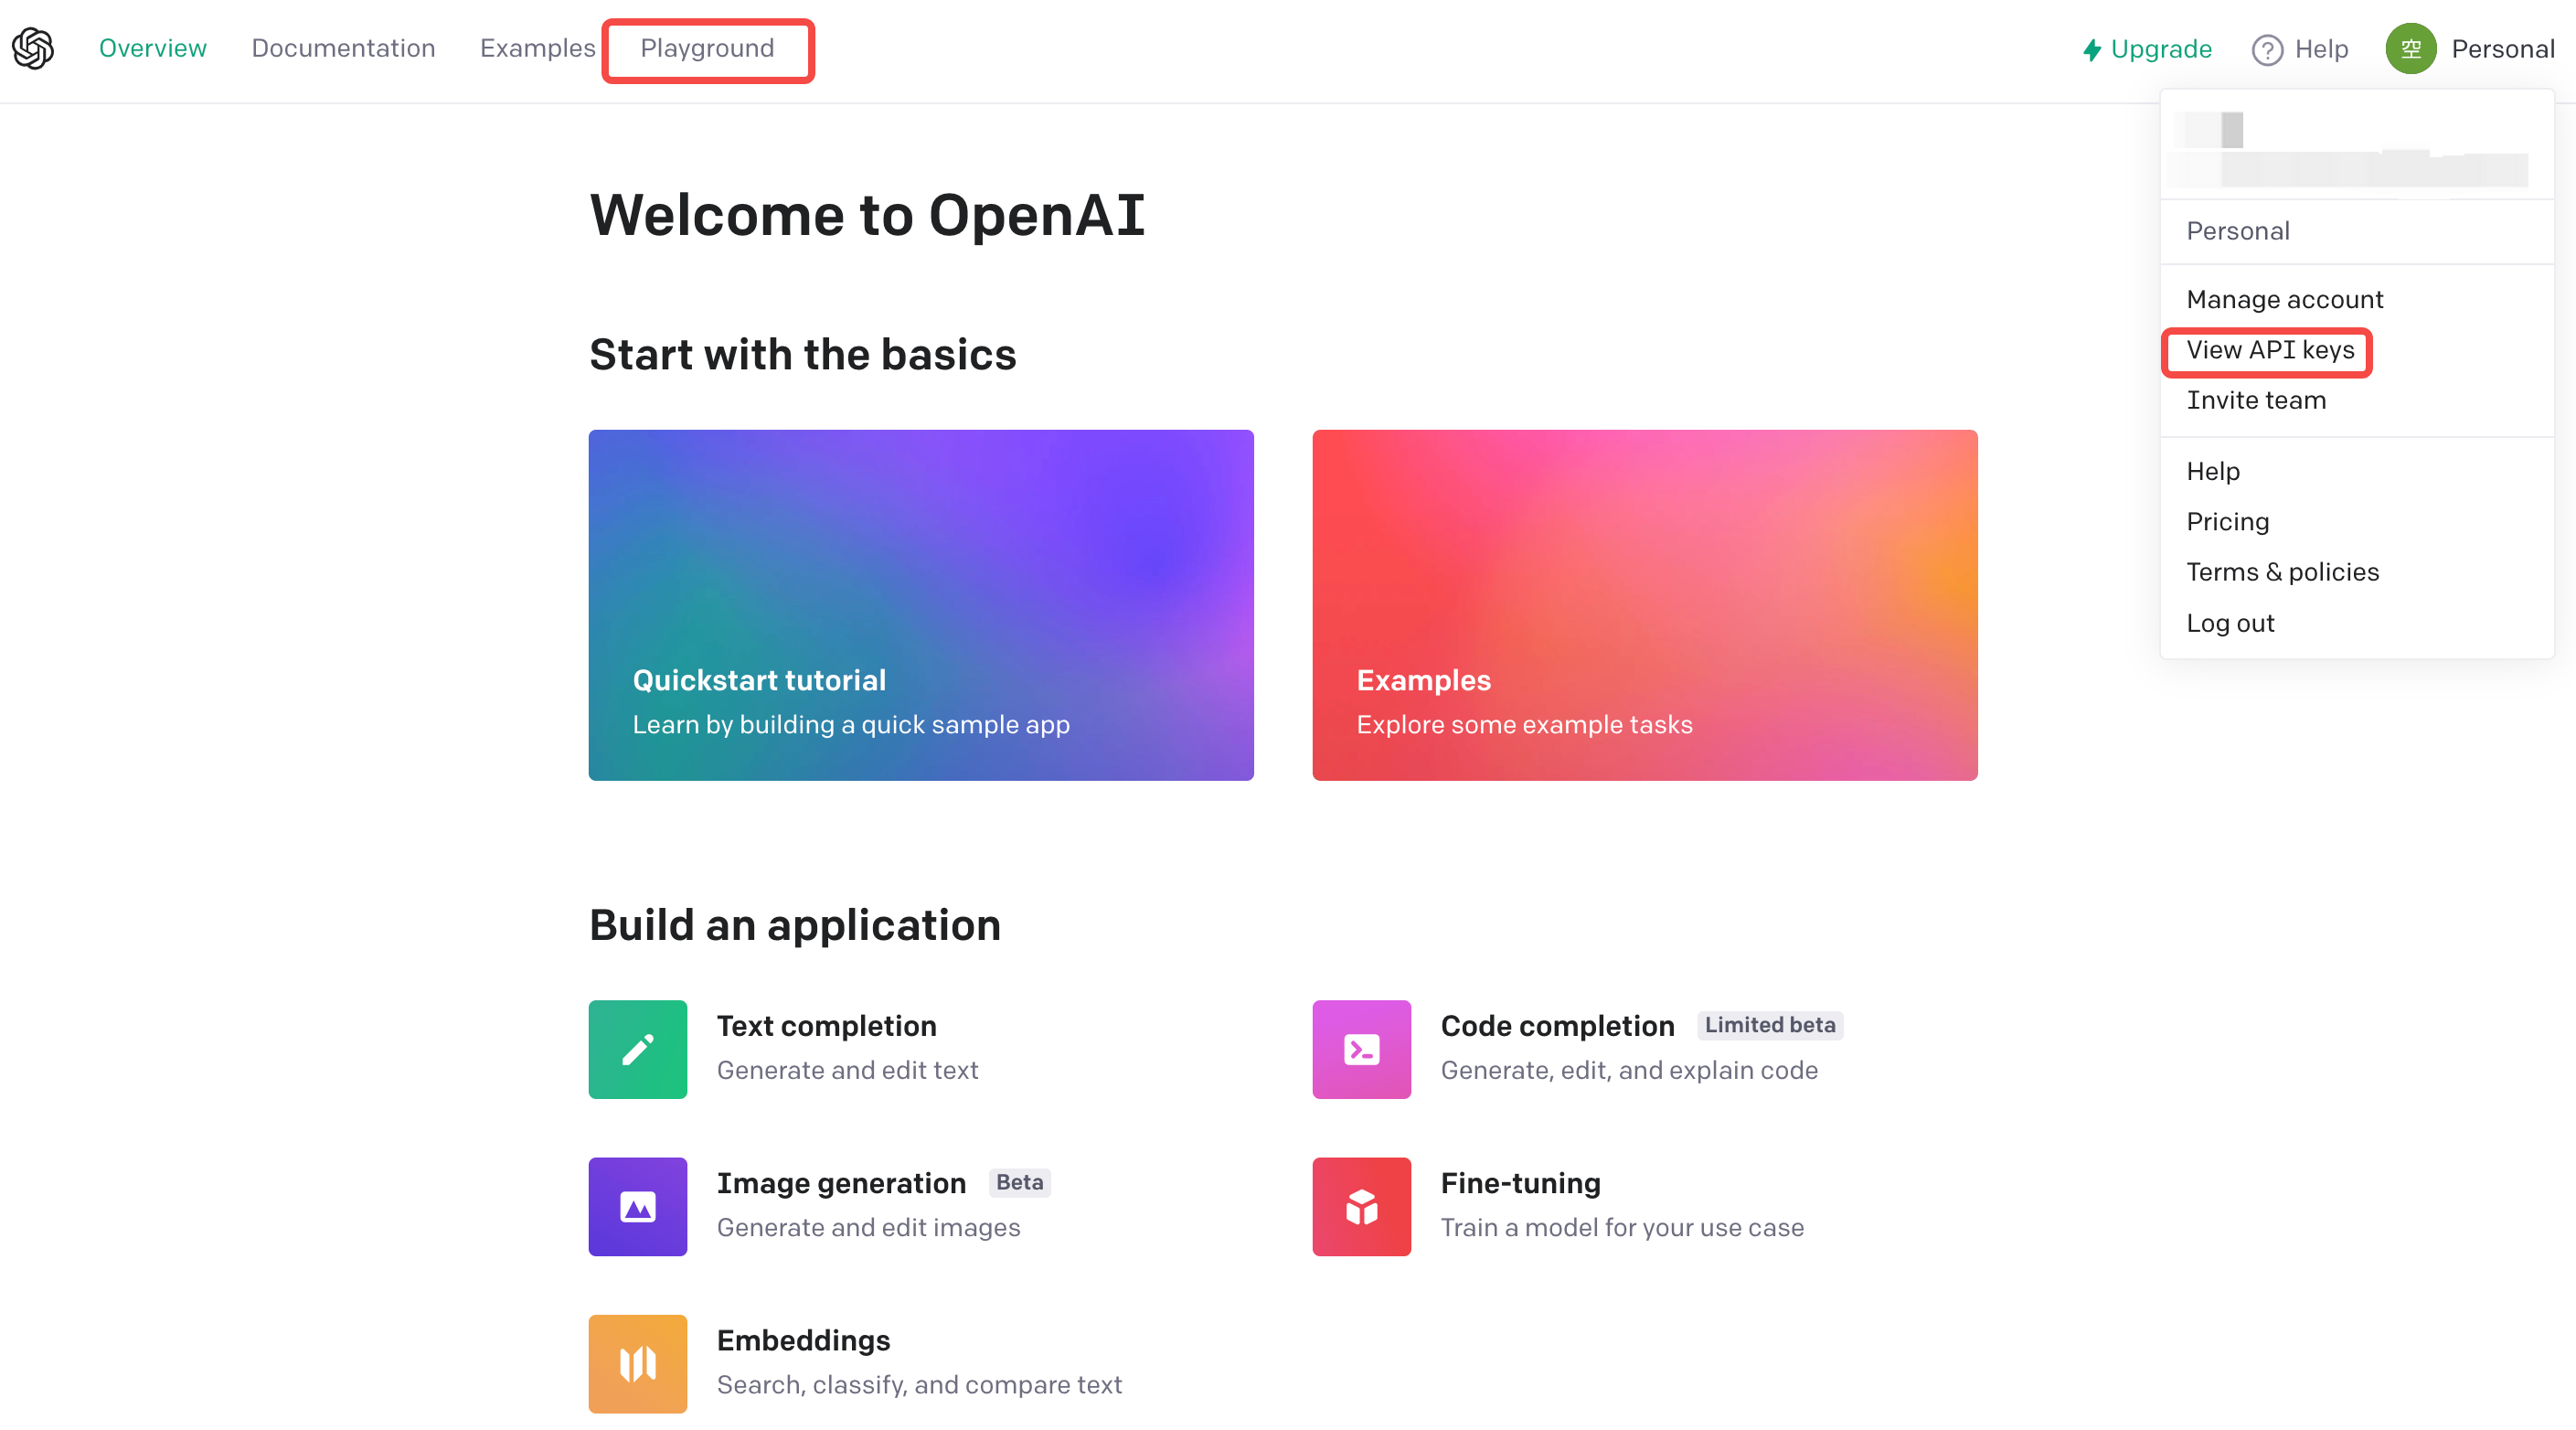 Overview Documentation Examples Playground Upgrade ? Help 空 Personal
Personal
Manage account
View API keys
Invite team
Help
Pricing
Terms & policies
Log out
Welcome to OpenAI
Start with the basics
Quickstart tutorial
Learn by building a quick sample app
Examples
Explore some example tasks
Build an application
Text completion
Generate and edit text
Code completion Limited beta
Generate, edit, and explain code
Image generation Beta
Generate and edit images
Fine-tuning
Train a model for your use case
Embeddings
Search, classify, and compare text